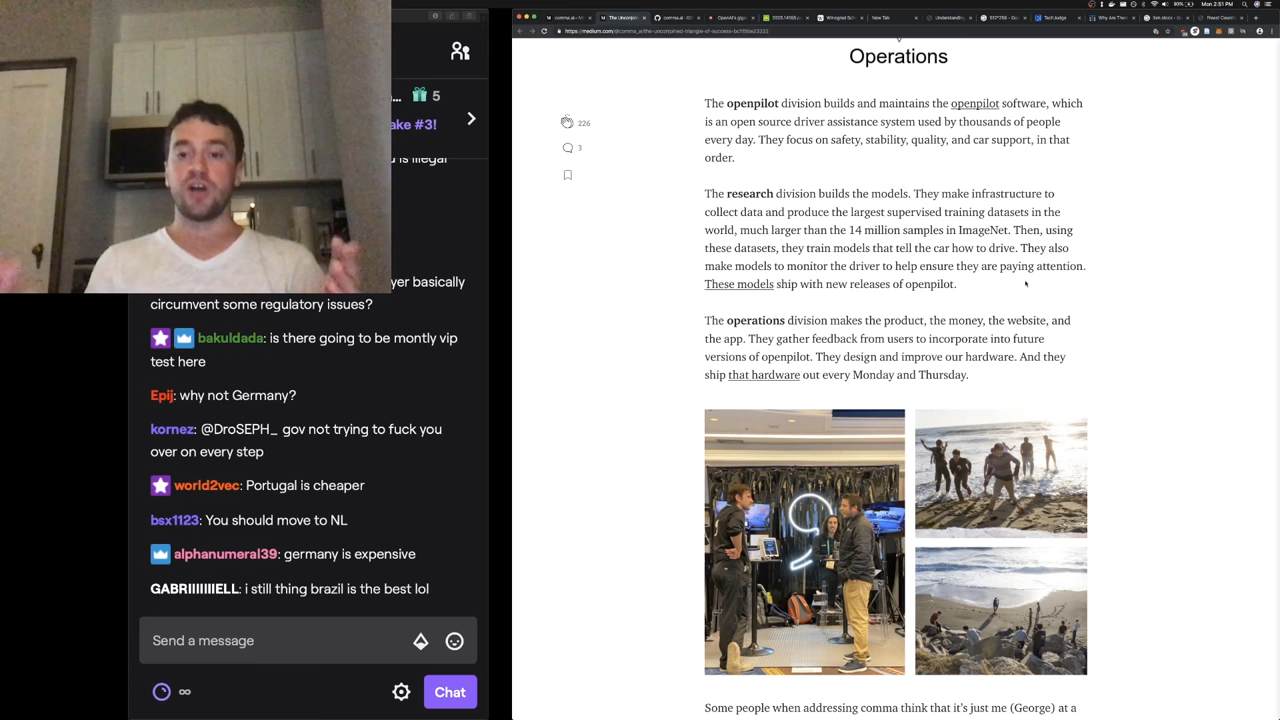 5
...
ake #3!
d is illegal
yer basically
circumvent some regulatory issues?
bakuldada: is there going to be montly vip
test here
Epij: why not Germany?
kornez: @DroSEPH_ gov not trying to fuck you
over on every step
world2vec: Portugal is cheaper
bsx1123: You should move to NL
alphanumeral39: germany is expensive
GABRIIIIIIELL: i still thing brazil is the best lol
Send a message
Chat
Mon 2:51 PM
New Tab
TechJudge
226
3
Operations
The openpilot division builds and maintains the openpilot software, which
is an open source driver assistance system used by thousands of people
every day. They focus on safety, stability, quality, and car support, in that
order.
The research division builds the models. They make infrastructure to
collect data and produce the largest supervised training datasets in the
world, much larger than the 14 million samples in ImageNet. Then, using
these datasets, they train models that tell the car how to drive. They also
make models to monitor the driver to help ensure they are paying attention.
These models ship with new releases of openpilot.
The operations division makes the product, the money, the website, and
the app. They gather feedback from users to incorporate into future
versions of openpilot. They design and improve our hardware. And they
ship that hardware out every Monday and Thursday.
Some people when addressing comma think that it's just me (George) at a